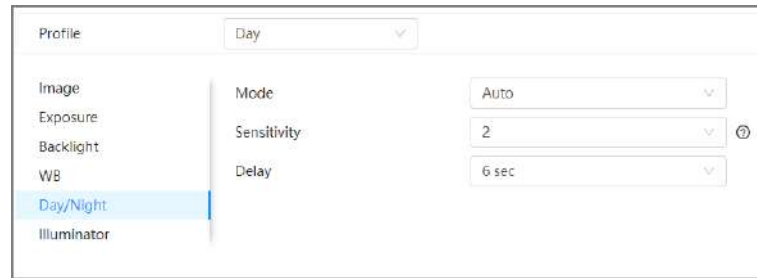 Profile Day
Image
Exposure
Backlight
WB
Day/Night
Illuminator
Mode Auto
Sensitivity 2
Delay 6 sec